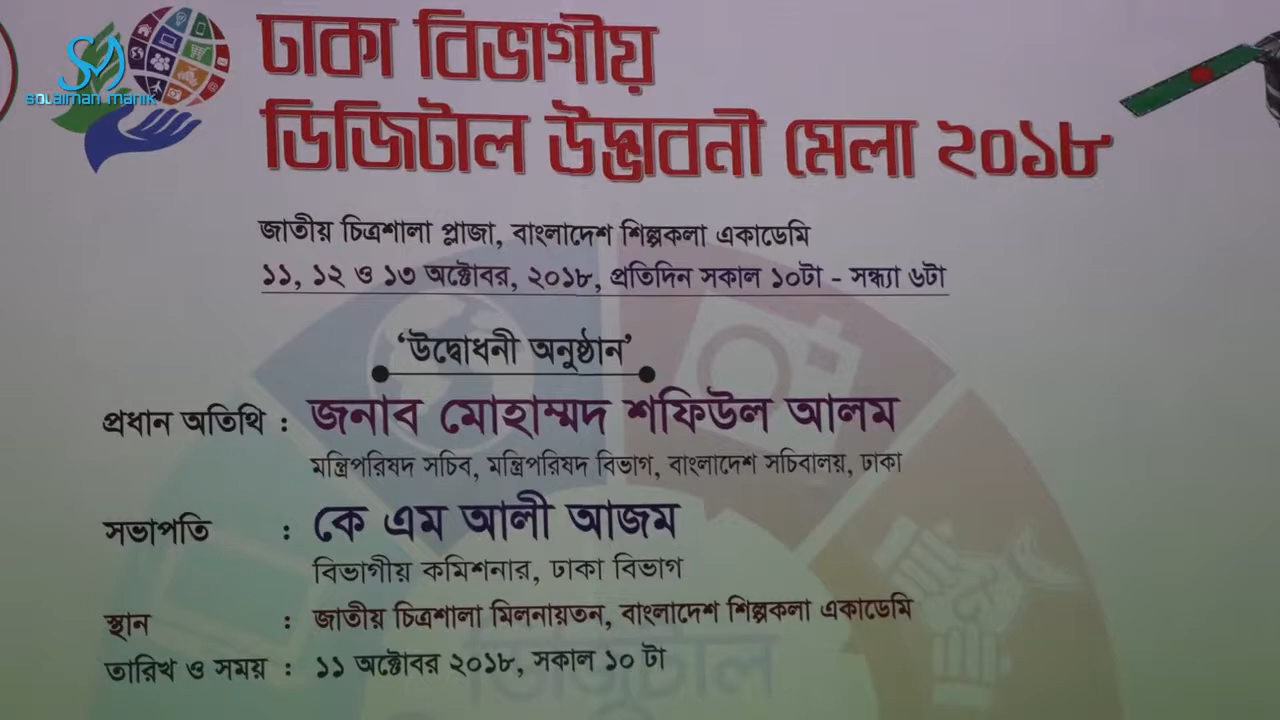 SOLAIMAN MANIK
ঢাকা বিভাগীয়
ডিজিটাল উদ্ভাবনী মেলা ২০১৮
জাতীয় চিত্রশালা প্লাজা, বাংলাদেশ শিল্পকলা একাডেমি
১১, ১২ ও ১৩ অক্টোবর, ২০১৮, প্রতিদিন সকাল ১০টা - সন্ধ্যা ৬টা
‘উদ্বোধনী অনুষ্ঠান’
প্রধান অতিথি : জনাব মোহাম্মদ শফিউল আলম
মন্ত্রিপরিষদ সচিব, মন্ত্রিপরিষদ বিভাগ, বাংলাদেশ সচিবালয়, ঢাকা
সভাপতি : কে এম আলী আজম
বিভাগীয় কমিশনার, ঢাকা বিভাগ
স্থান : জাতীয় চিত্রশালা মিলনায়তন, বাংলাদেশ শিল্পকলা একাডেমি
তারিখ ও সময় : ১১ অক্টোবর ২০১৮, সকাল ১০ টা
ডিজিটাল